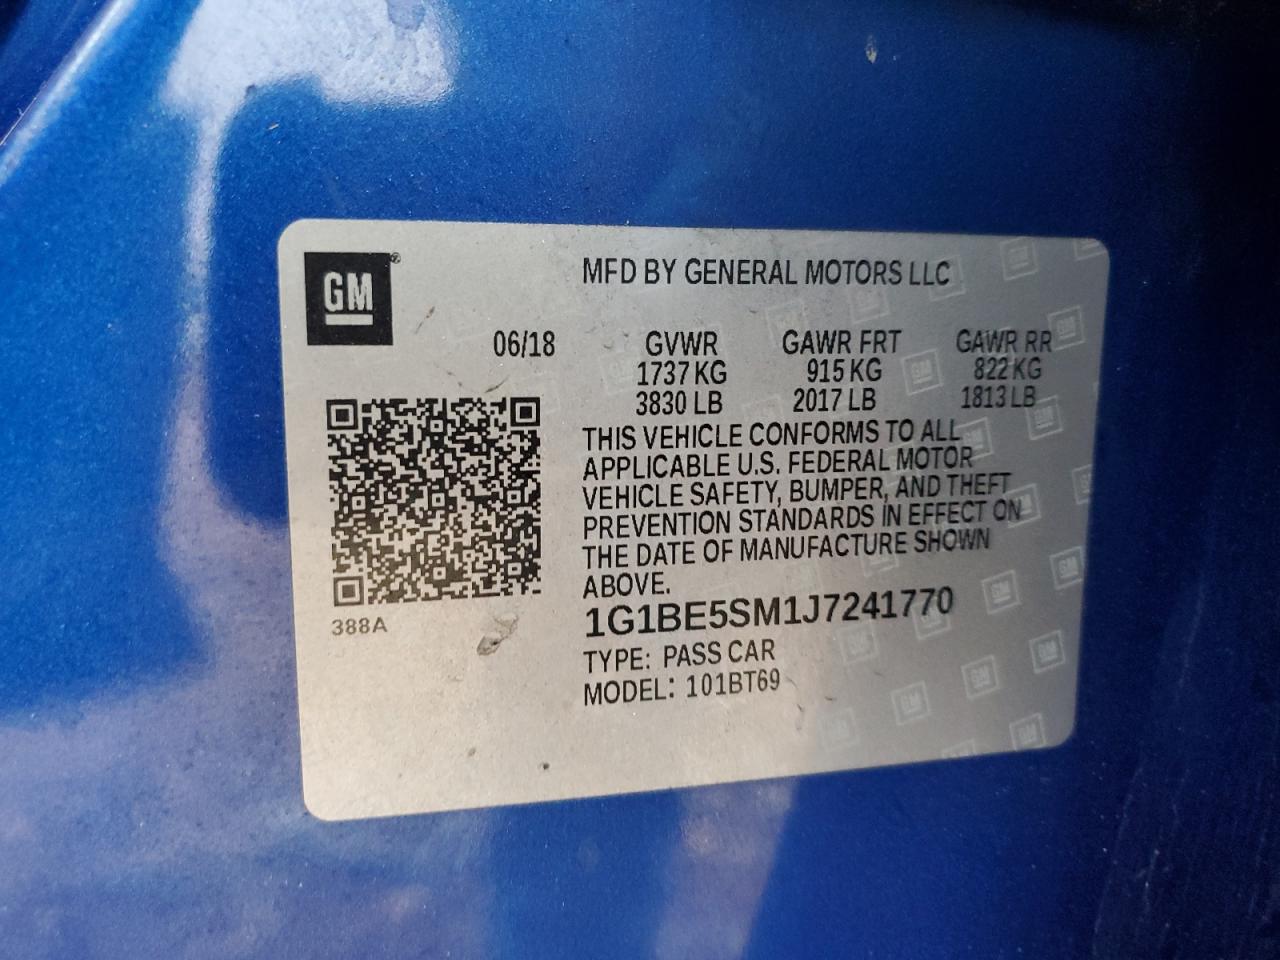 GM®
MFD BY GENERAL MOTORS LLC
06/18 GVWR GAWR FRT GAWR RR
1737 KG 915 KG 822 KG
3830 LB 2017 LB 1813 LB
THIS VEHICLE CONFORMS TO ALL
APPLICABLE U.S. FEDERAL MOTOR
VEHICLE SAFETY, BUMPER, AND THEFT
PREVENTION STANDARDS IN EFFECT ON
THE DATE OF MANUFACTURE SHOWN
ABOVE.
1G1BE5SM1J7241770
388A
TYPE: PASS CAR
MODEL: 101BT69